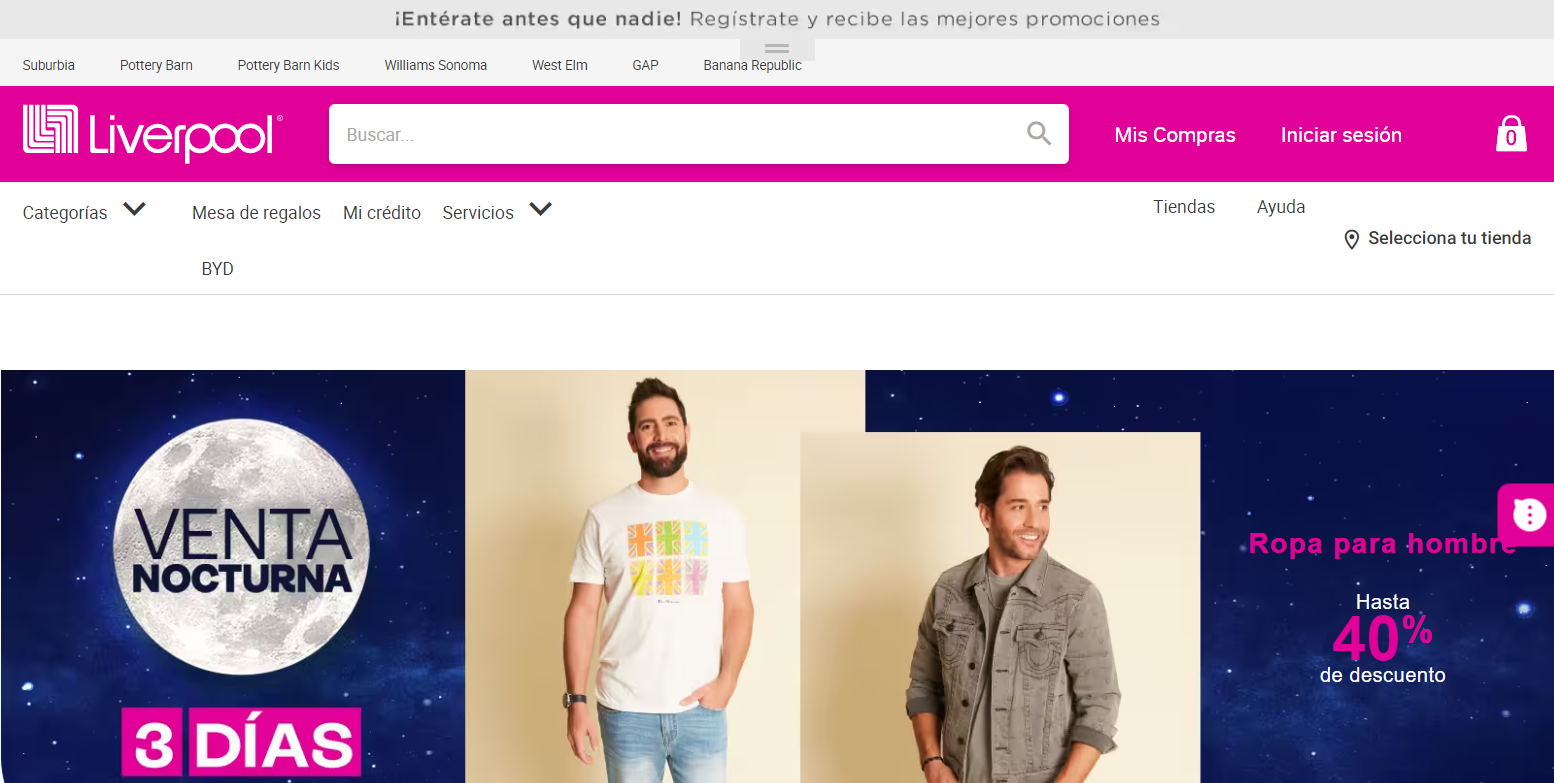 ¡Entérate antes que nadie! Regístrate y recibe las mejores promociones
Suburbia Pottery Barn Pottery Barn Kids Williams Sonoma West Elm GAP Banana Republic
Liverpool®
Buscar...
Mis Compras
Iniciar sesión
0
Categorías Mesa de regalos Mi crédito Servicios
BYD
Tiendas Ayuda
Selecciona tu tienda
VENTA
NOCTURNA
3 DÍAS
Ropa para hombre
Hasta
40%
de descuento